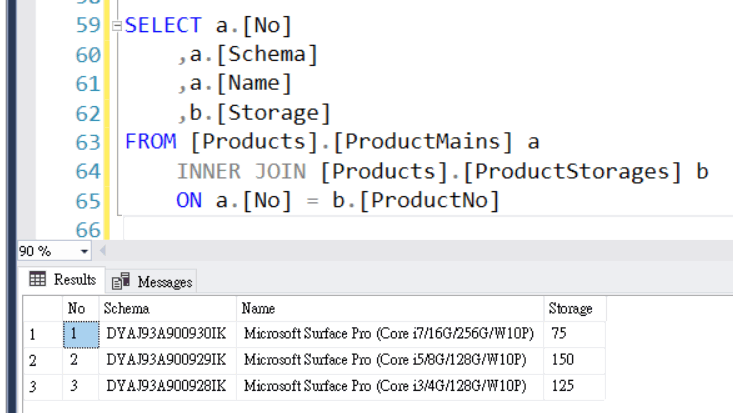 59 SELECT a.[No]
60 ,a.[Schema]
61 ,a.[Name]
62 ,b.[Storage]
63 FROM [Products].[ProductMains] a
64 INNER JOIN [Products].[ProductStorages] b
65 ON a.[No] = b.[ProductNo]
66
90 %
Results Messages
No Schema Name Storage
1 1 DYAJ93A900930IK Microsoft Surface Pro (Core i7/16G/256G/W10P) 75
2 2 DYAJ93A900929IK Microsoft Surface Pro (Core i5/8G/128G/W10P) 150
3 3 DYAJ93A900928IK Microsoft Surface Pro (Core i3/4G/128G/W10P) 125